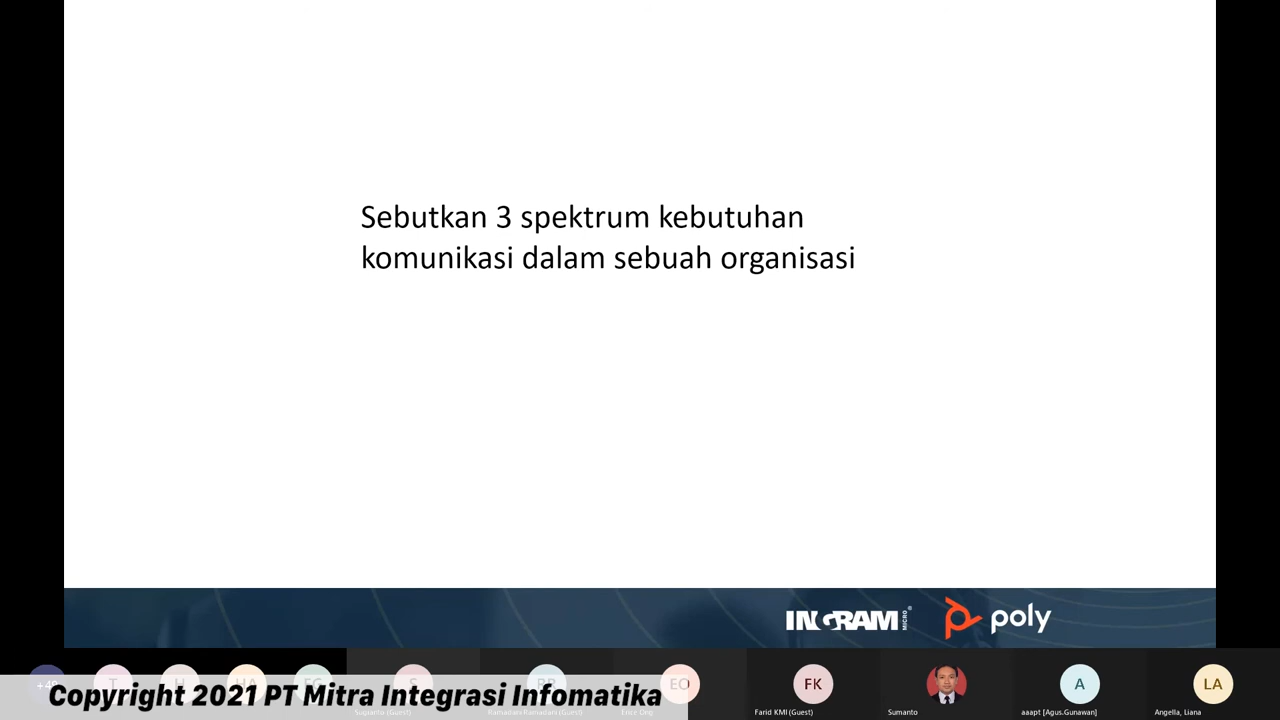 Sebutkan 3 spektrum kebutuhan
komunikasi dalam sebuah organisasi
INGRAM MICRO
poly
EO
FK
A
LA
Farid KMI (Guest)
Sumanto
aaapt [Agus.Gunawan]
Angella, Liana
Copyright 2021 PT Mitra Integrasi Infomatika